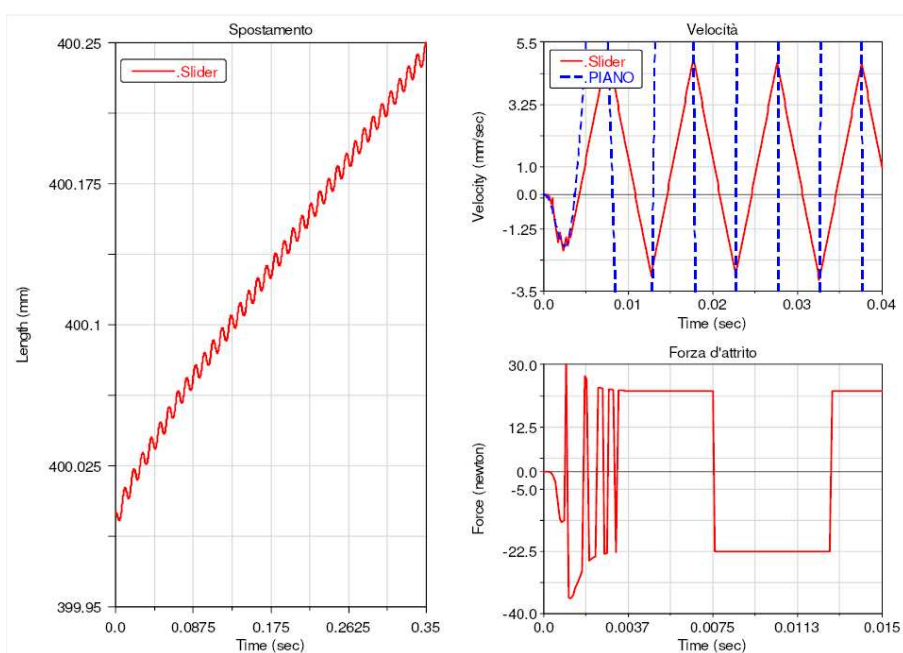 Spostamento
400.25
.Slider
400.175
Length (mm)
400.1
400.025
399.95
0.0 0.0875 0.175 0.2625 0.35
Time (sec)
Velocítà
5.5
.Slider
.PIANO
3.25
Velocity (mm/sec)
1.0
0.0
-1.25
-3.5
0.0 0.01 0.02 0.03 0.04
Time (sec)
Forza d'attrito
30.0
12.5
Force (newton)
0.0
-5.0
-22.5
-40.0
0.0 0.0037 0.0075 0.0113 0.015
Time (sec)